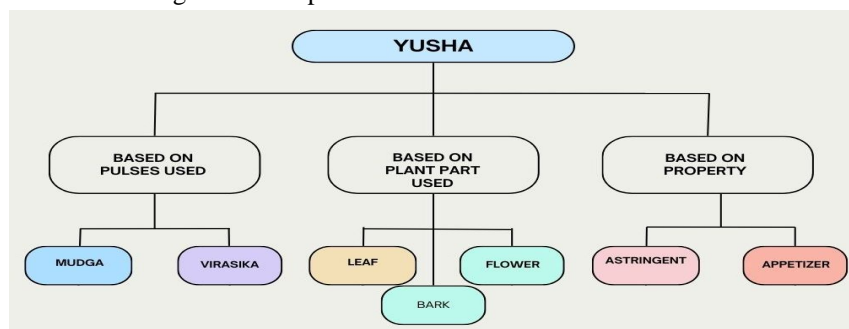 YUSHA
BASED ON
PULSES USED
BASED ON
PLANT PART
USED
BASED ON
PROPERTY
MUDGA
VIRASIKA
LEAF
BARK
FLOWER
ASTRINGENT
APPETIZER